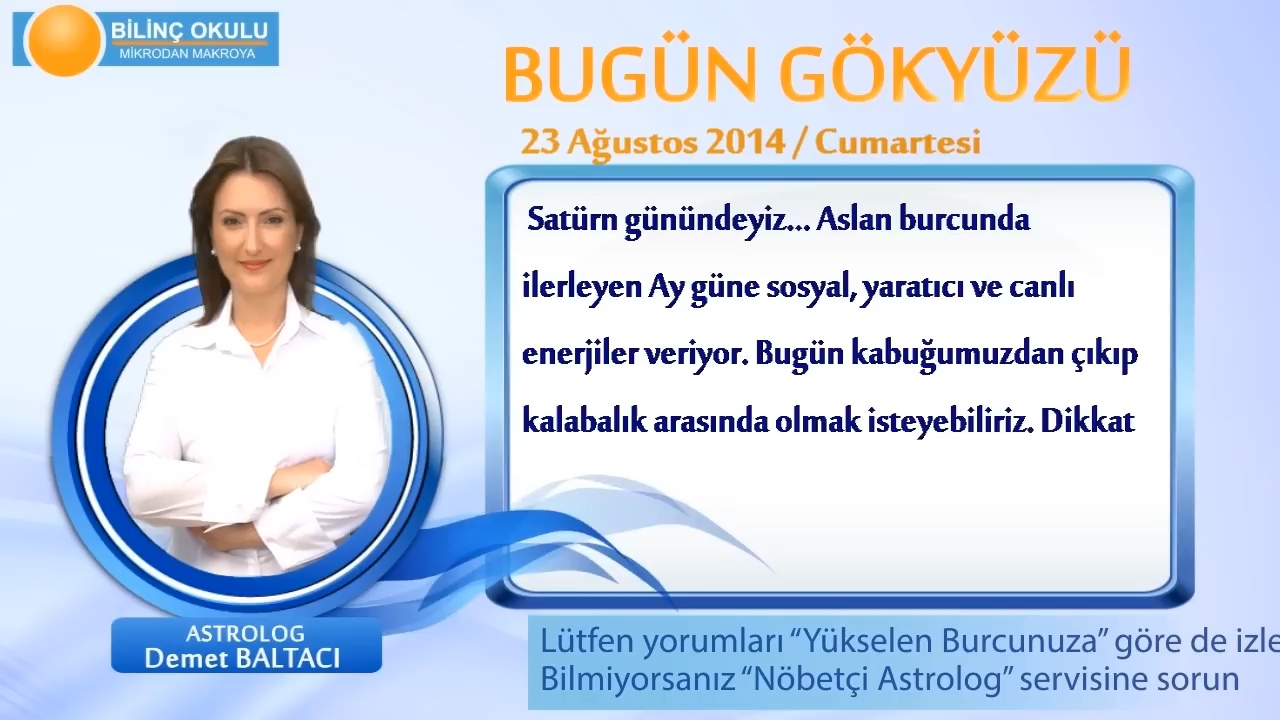 BİLİNÇ OKULU
MİKRODAN MAKROYA
BUGÜN GÖKYÜZÜ
23 Ağustos 2014 / Cumartesi
Satürn günündeyiz... Aslan burcunda
ilerleyen Ay güne sosyal, yaratıcı ve canlı
enerjiler veriyor. Bugün kabuğumuzdan çıkıp
kalabalık arasında olmak isteyebiliriz. Dikkat
ASTROLOG
Demet BALTACI
Lütfen yorumları “Yükselen Burcunuza” göre de izle
Bilmiyorsanız “Nöbetçi Astrolog” servisine sorun